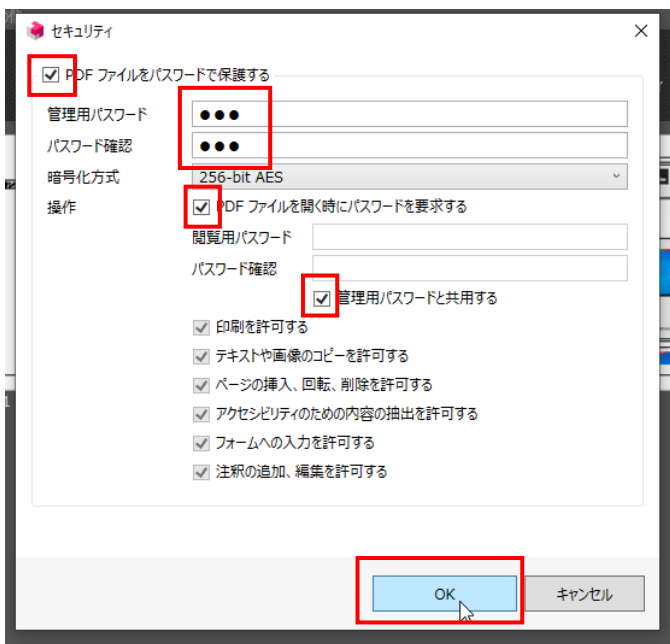 セキュリティ
PDF ファイルをパスワードで保護する
管理用パスワード ●●●
パスワード確認 ●●●
暗号化方式 256-bit AES
操作 PDF ファイルを開く時にパスワードを要求する
閲覧用パスワード
パスワード確認
管理用パスワードと共用する
印刷を許可する
テキストや画像のコピーを許可する
ページの挿入、回転、削除を許可する
アクセシビリティのための内容の抽出を許可する
フォームへの入力を許可する
注釈の追加、編集を許可する
OK キャンセル